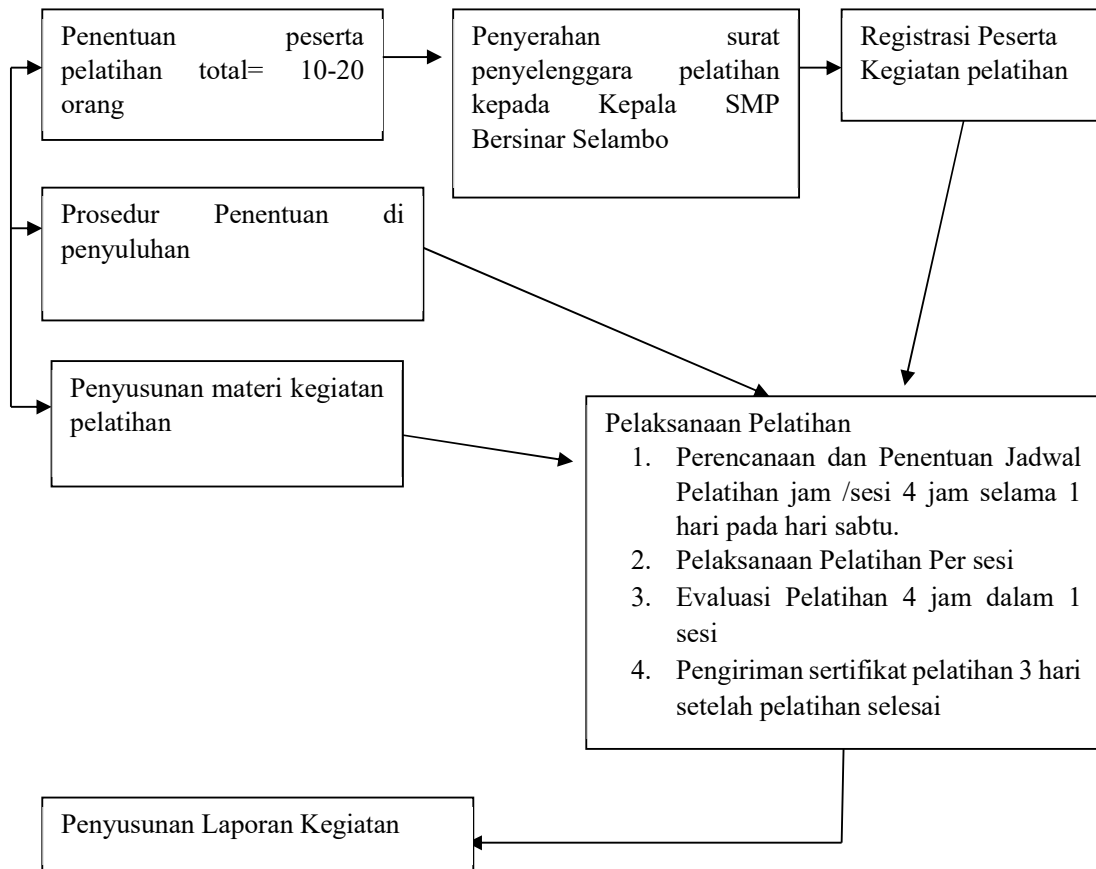 Penentuan peserta
pelatihan total= 10-20
orang
Penyerahan surat
penyelenggara pelatihan
kepada Kepala SMP
Bersinar Selambo
Registrasi Peserta
Kegiatan pelatihan
Prosedur Penentuan di
penyuluhan
Penyusunan materi kegiatan
pelatihan
Pelaksanaan Pelatihan
1. Perencanaan dan Penentuan Jadwal
Pelatihan jam /sesi 4 jam selama 1
hari pada hari sabtu.
2. Pelaksanaan Pelatihan Per sesi
3. Evaluasi Pelatihan 4 jam dalam 1
sesi
4. Pengiriman sertifikat pelatihan 3 hari
setelah pelatihan selesai
Penyusunan Laporan Kegiatan